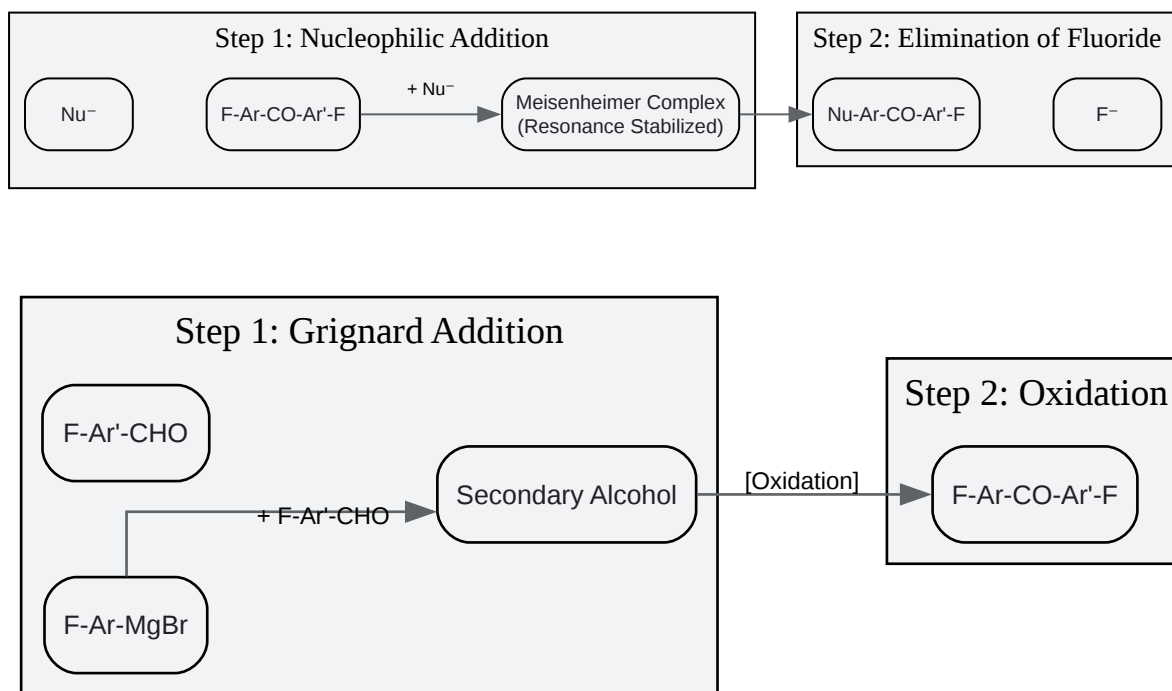 Step 1: Nucleophilic Addition
Nu⁻
F-Ar-CO-Ar'-F
+ Nu⁻
Meisenheimer Complex
(Resonance Stabilized)
Step 2: Elimination of Fluoride
Nu-Ar-CO-Ar'-F
F⁻
Step 1: Grignard Addition
F-Ar'-CHO
+ F-Ar'-CHO
F-Ar-MgBr
Secondary Alcohol
[Oxidation]
Step 2: Oxidation
F-Ar-CO-Ar'-F